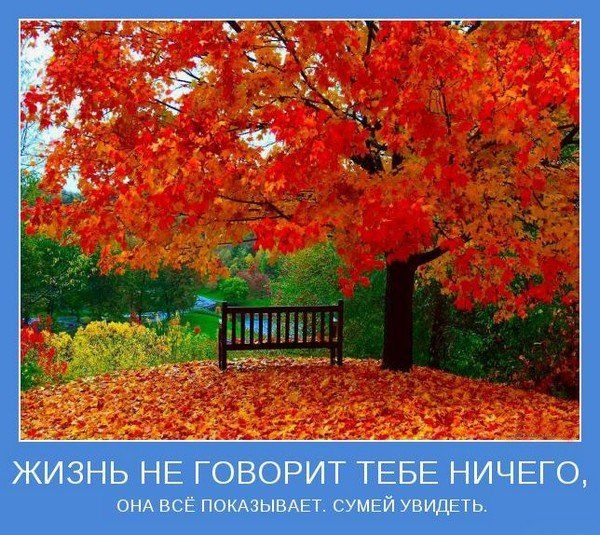 ЖИЗНЬ НЕ ГОВОРИТ ТЕБЕ НИЧЕГО,
ОНА ВСЁ ПОКАЗЫВАЕТ. СУМЕЙ УВИДЕТЬ.